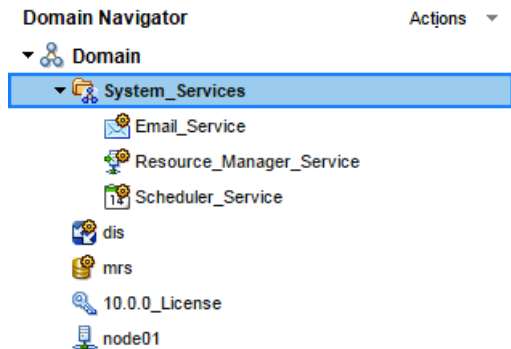 Domain Navigator Actions
Domain
System_Services
Email_Service
Resource_Manager_Service
Scheduler_Service
dis
mrs
10.0.0_License
node01